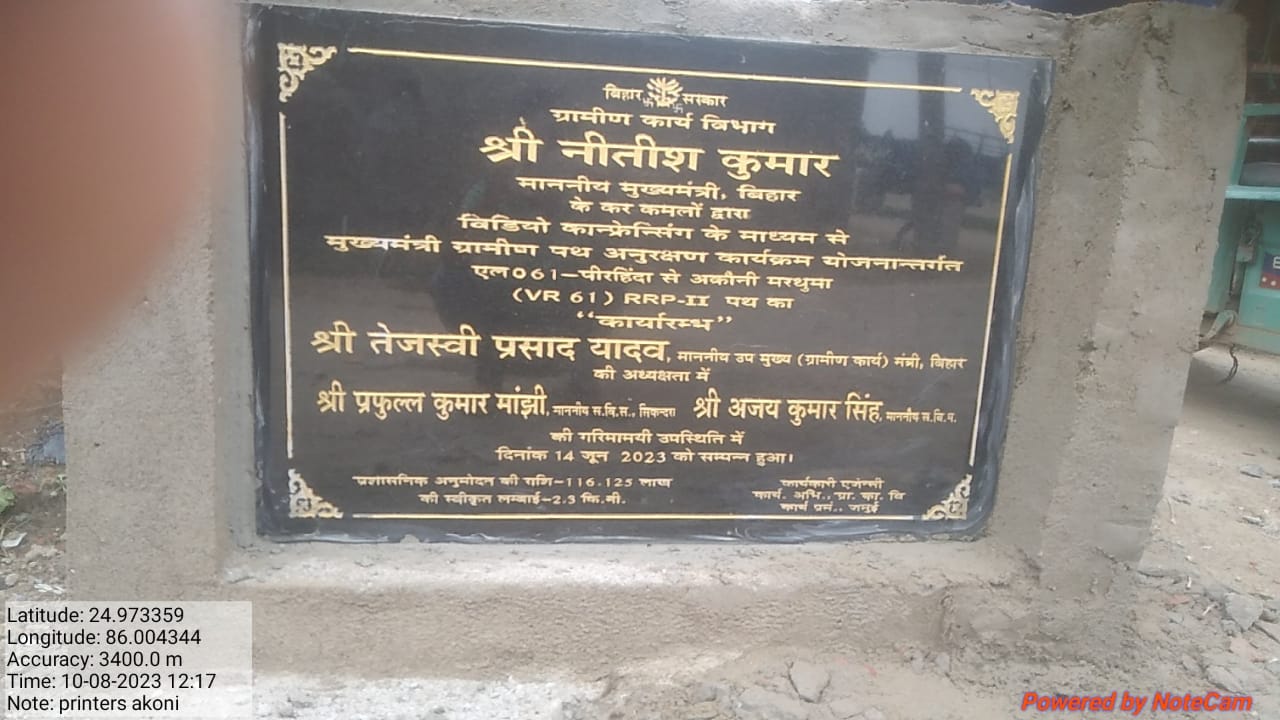 बिहार सरकार
ग्रामीण कार्य विभाग
श्री नीतीश कुमार
माननीय मुख्यमंत्री, बिहार
के कर कमलों द्वारा
विडियो कान्फ्रेन्सिंग के माध्यम से
मुख्यमंत्री ग्रामीण पथ अनुरक्षण कार्यक्रम योजनान्तर्गत
एल061-पीरहिंदा से अकौनी मरथुमा
(VR 61) RRP-II पथ का
“कार्यारम्भ”
श्री तेजस्वी प्रसाद यादव, माननीय उप मुख्य (ग्रामीण कार्य) मंत्री, बिहार
की अध्यक्षता में
श्री प्रफुल्ल कुमार मांझी, माननीय स.वि.स., सिकन्दरा श्री अजय कुमार सिंह, माननीय स.वि.प.
की गरिमामयी उपस्थिति में
दिनांक 14 जून 2023 को सम्पन्न हुआ।
प्रशासनिक अनुमोदन की राशि-116.125 लाख
की स्वीकृत लम्बाई-2.3 कि.मी.
कार्यकारी एजेन्सी
कार्य. अभि., ग्रा. का. वि
कार्य प्रमं., जमुई
Latitude: 24.973359
Longitude: 86.004344
Accuracy: 3400.0 m
Time: 10-08-2023 12:17
Note: printers akoni
Powered by NoteCam